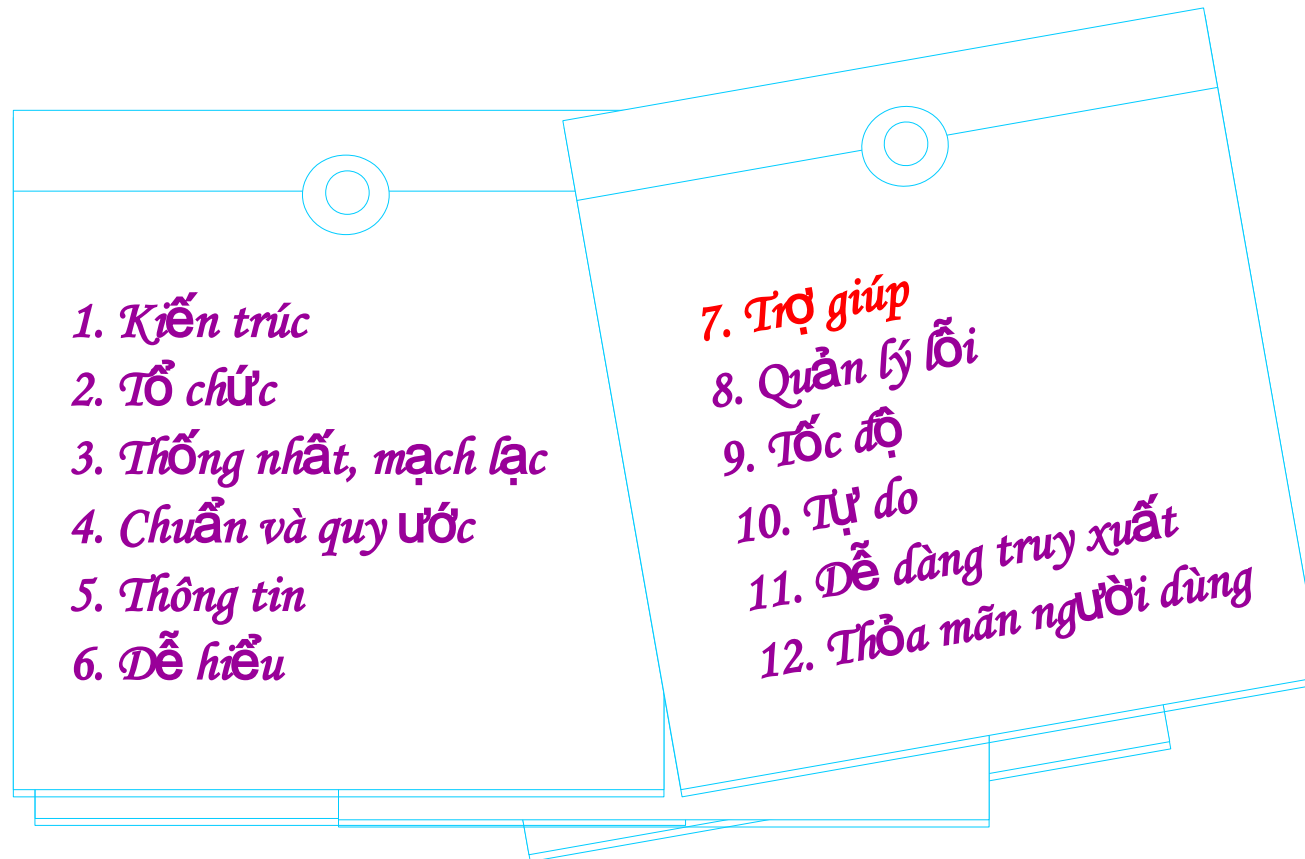 1. Kiến trúc
2. Tổ chức
3. Thống nhất, mạch lạc
4. Chuẩn và quy ước
5. Thông tin
6. Dễ hiểu
7. Trợ giúp
8. Quản lý lỗi
9. Tốc độ
10. Tự do
11. Dễ dàng truy xuất
12. Thỏa mãn người dùng